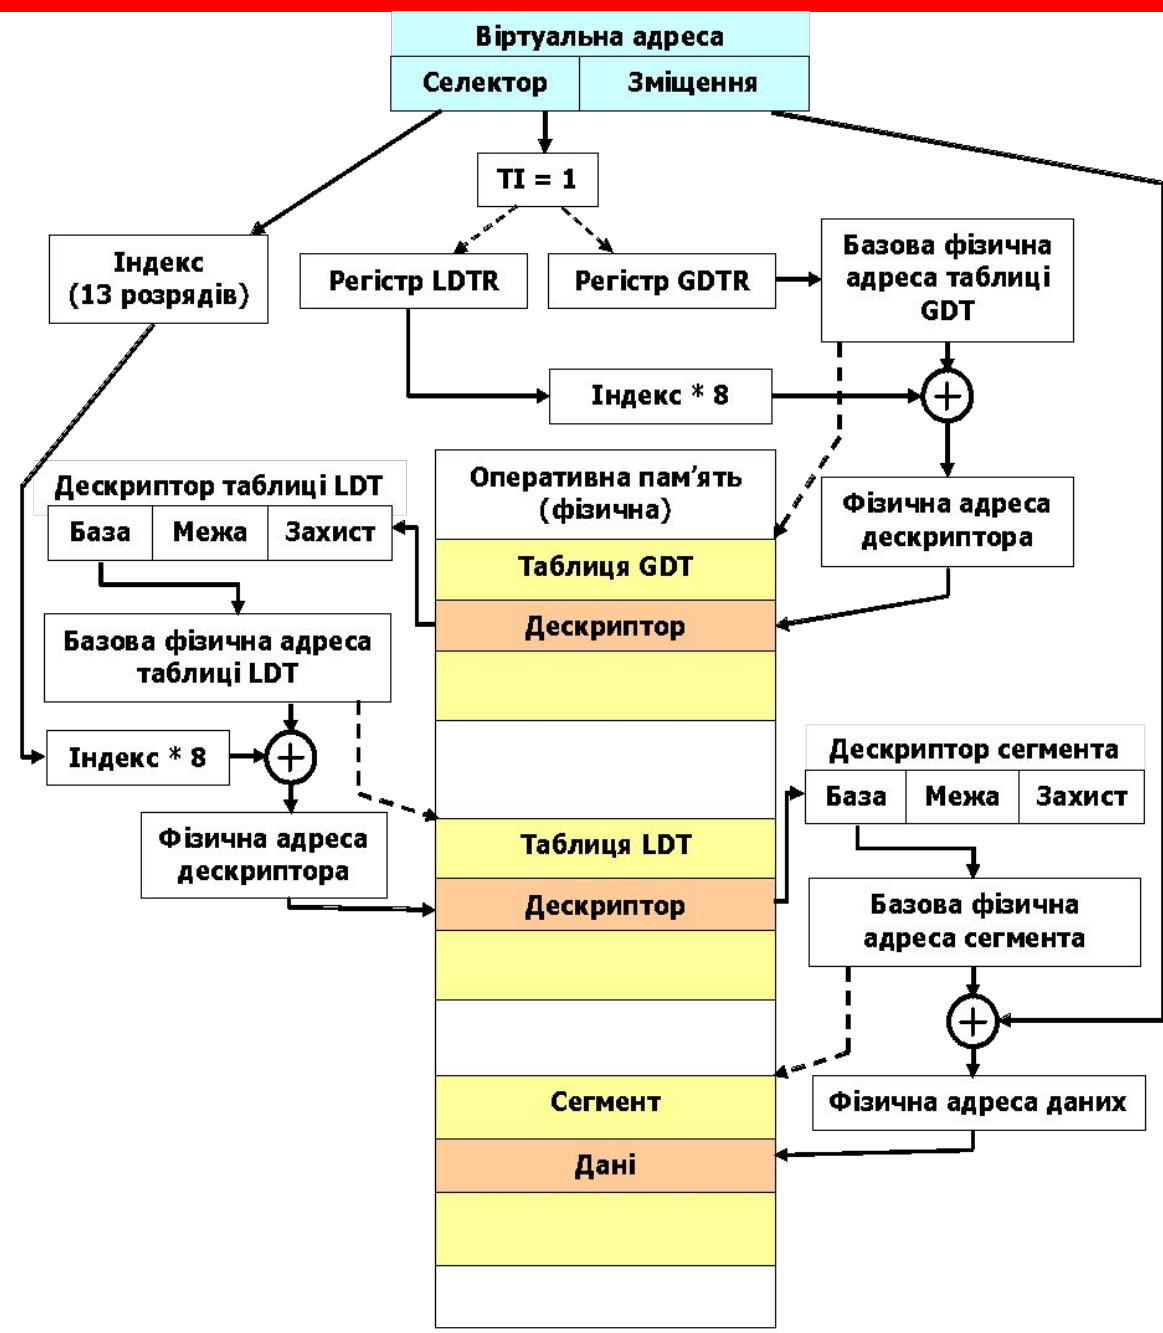 Віртуальна адреса
Селектор
Зміщення
TI = 1
Індекс
(13 розрядів)
Регістр LDTR
Регістр GDTR
Базова фізична
адреса таблиці
GDT
Індекс * 8
Дескриптор таблиці LDT
База
Межа
Захист
Оперативна пам’ять
(фізична)
Фізична адреса
дескриптора
Таблиця GDT
Дескриптор
Базова фізична адреса
таблиці LDT
Індекс * 8
Фізична адреса
дескриптора
Дескриптор сегмента
База
Межа
Захист
Таблиця LDT
Дескриптор
Базова фізична
адреса сегмента
Сегмент
Фізична адреса даних
Дані